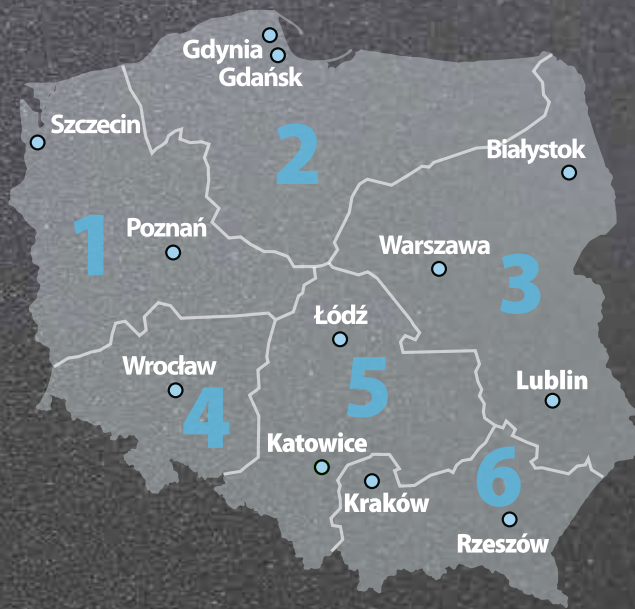 Gdynia
Gdańsk
Szczecin
2
Białystok
1
Poznań
Warszawa
3
Łódź
Wrocław
4
5
Lublin
Katowice
6
Kraków
Rzeszów